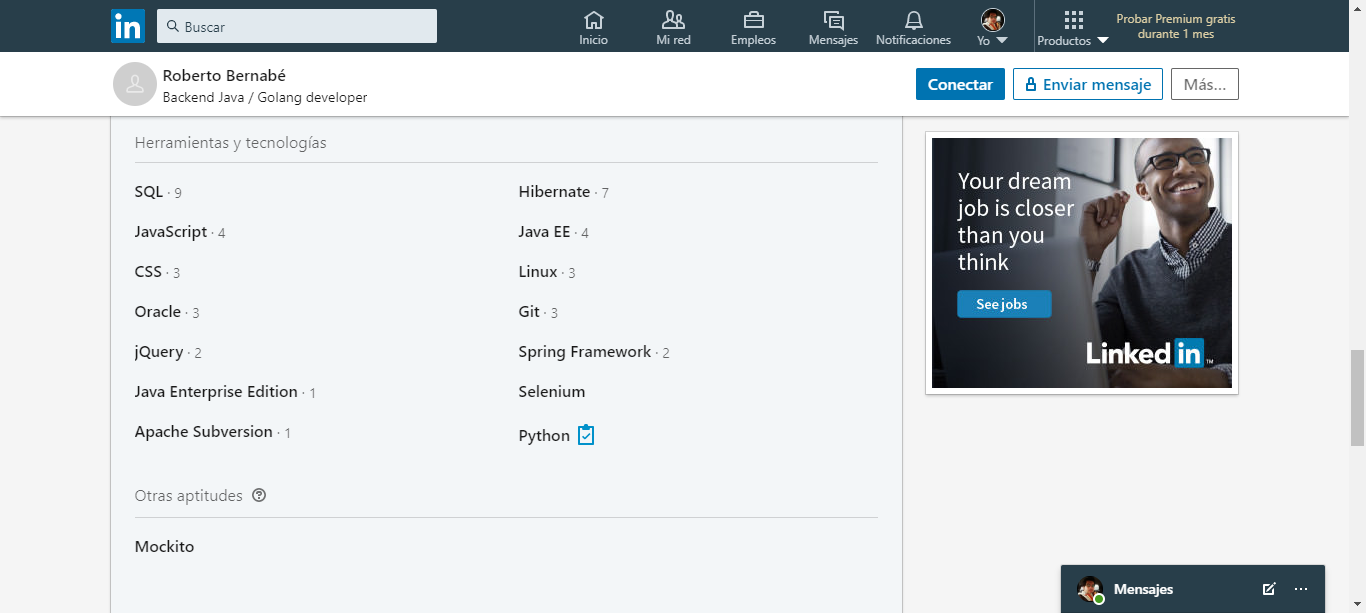 in
Buscar
Inicio
Mi red
Empleos
Mensajes
Notificaciones
Yo
Productos
Probar Premium gratis
durante 1 mes
Roberto Bernabé
Backend Java / Golang developer
Conectar
Enviar mensaje
Más...
Herramientas y tecnologías
SQL · 9
Hibernate · 7
JavaScript · 4
Java EE · 4
CSS · 3
Linux · 3
Oracle · 3
Git · 3
jQuery · 2
Spring Framework · 2
Java Enterprise Edition · 1
Selenium
Apache Subversion · 1
Python
Otras aptitudes
Mockito
Your dream
job is closer
than you
think
See jobs
Linked in™
Mensajes